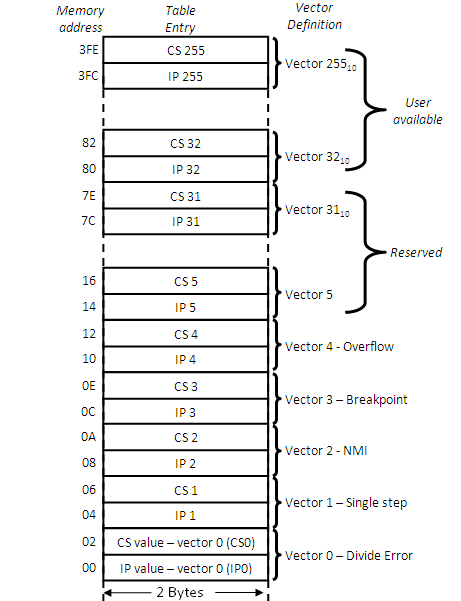 Memory address
Table Entry
Vector Definition
3FE CS 255
3FC IP 255
Vector 255₁₀
User available
82 CS 32
80 IP 32
Vector 32₁₀
7E CS 31
7C IP 31
Vector 31₁₀
Reserved
16 CS 5
14 IP 5
Vector 5
12 CS 4
10 IP 4
Vector 4 - Overflow
0E CS 3
0C IP 3
Vector 3 – Breakpoint
0A CS 2
08 IP 2
Vector 2 - NMI
06 CS 1
04 IP 1
Vector 1 – Single step
02 CS value – vector 0 (CS0)
00 IP value – vector 0 (IP0)
Vector 0 – Divide Error
2 Bytes